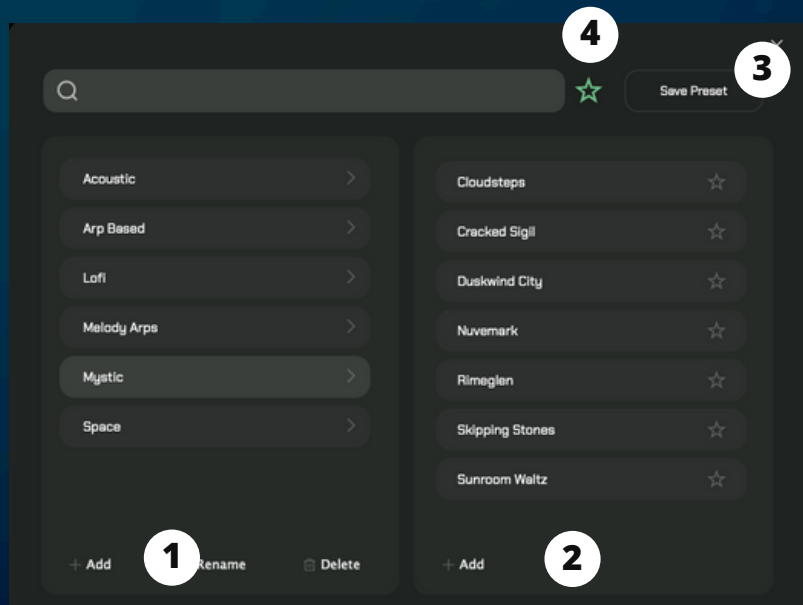 4
3
Save Preset
Acoustic
Arp Based
Lofi
Melody Arps
Mystic
Space
Cloudsteps
Cracked Sigil
Duskwind City
Nuvemark
Rimeglen
Skipping Stones
Sunroom Waltz
+ Add
1
Rename
Delete
+ Add
2